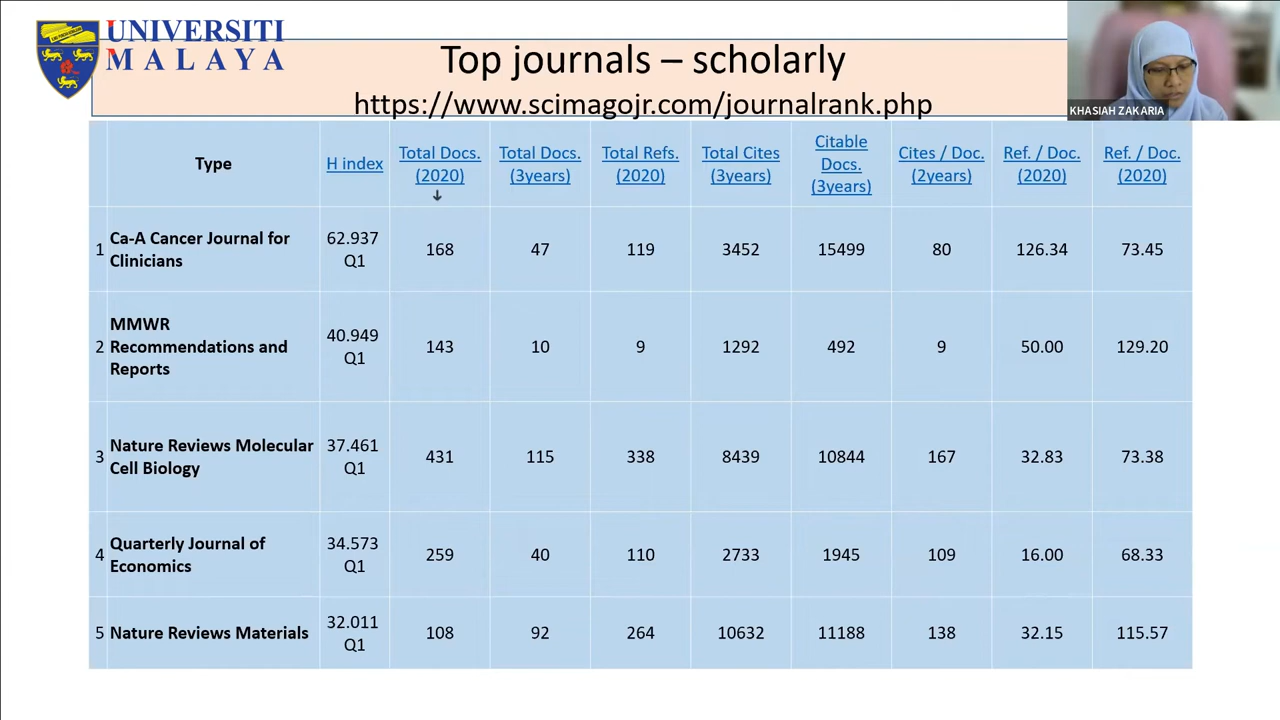 UNIVERSITI
MALAYA
Top journals – scholarly
https://www.scimagojr.com/journalrank.php
KHASIAH ZAKARIA
Type
H index
Total Docs.
(2020)
Total Docs.
(3years)
Total Refs.
(2020)
Total Cites
(3years)
Citable
Docs.
(3years)
Cites / Doc.
(2years)
Ref. / Doc.
(2020)
Ref. / Doc.
(2020)
1
Ca-A Cancer Journal for
Clinicians
62.937
Q1
168
47
119
3452
15499
80
126.34
73.45
2
MMWR
Recommendations and
Reports
40.949
Q1
143
10
9
1292
492
9
50.00
129.20
3
Nature Reviews Molecular
Cell Biology
37.461
Q1
431
115
338
8439
10844
167
32.83
73.38
4
Quarterly Journal of
Economics
34.573
Q1
259
40
110
2733
1945
109
16.00
68.33
5
Nature Reviews Materials
32.011
Q1
108
92
264
10632
11188
138
32.15
115.57